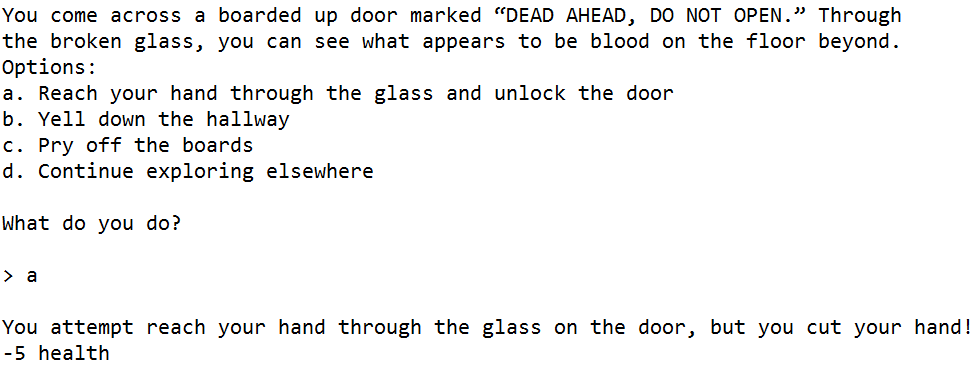 You come across a boarded up door marked “DEAD AHEAD, DO NOT OPEN.” Through
the broken glass, you can see what appears to be blood on the floor beyond.
Options:
a. Reach your hand through the glass and unlock the door
b. Yell down the hallway
c. Pry off the boards
d. Continue exploring elsewhere
What do you do?
> a
You attempt reach your hand through the glass on the door, but you cut your hand!
-5 health